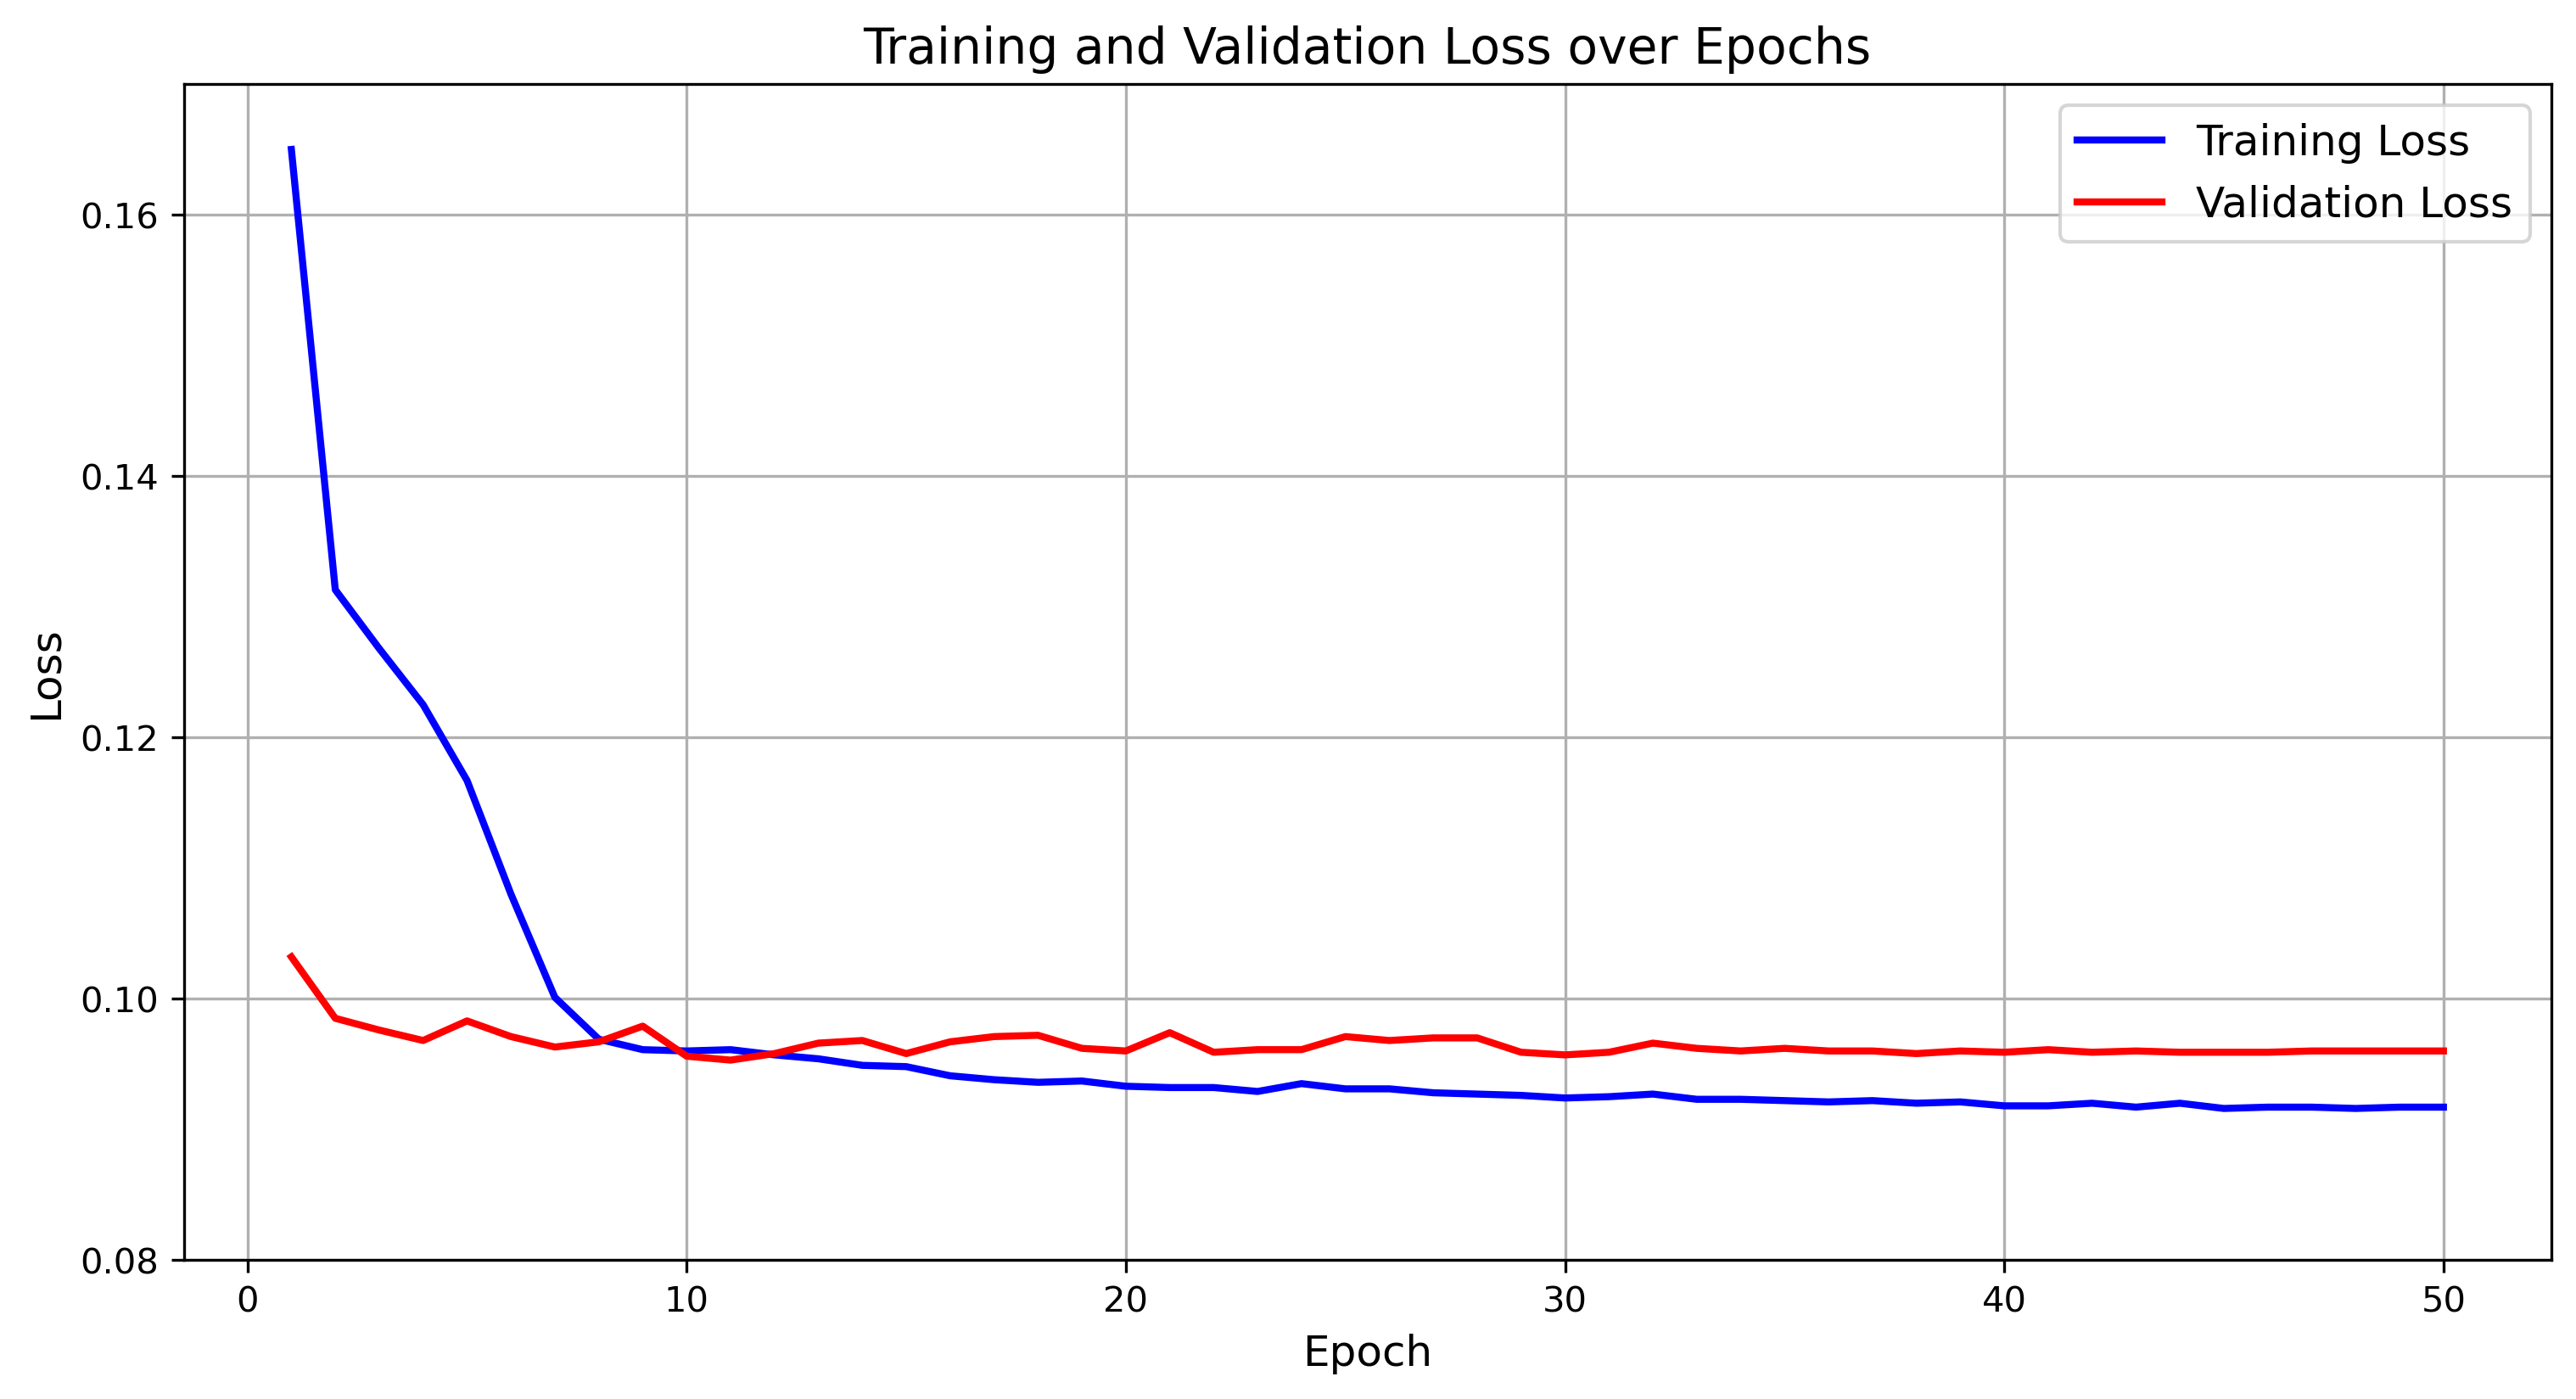 Training and Validation Loss over Epochs
Training Loss
Validation Loss
0.16
0.14
0.12
0.10
0.08
Loss
0 10 20 30 40 50
Epoch